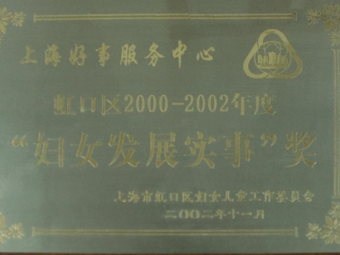 上海好事服务中心
虹口区2000-2002年度
“妇女发展实事”奖
上海市虹口区妇女儿童工作委员会
二〇〇二年十一月